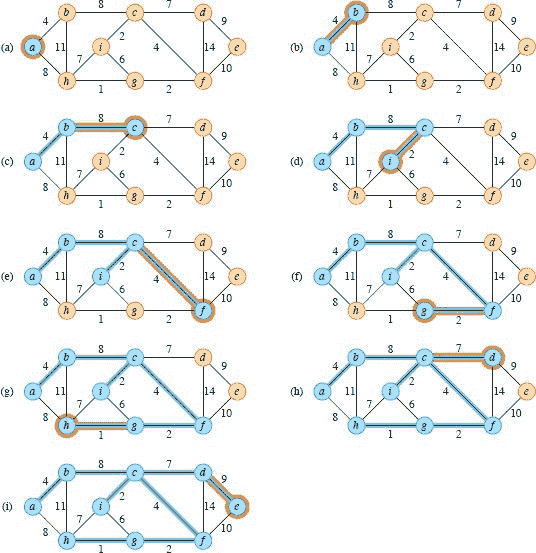 8 7
b c d
4 9
2 4
(a) a 11 i 14 e
7 6
8 10
h g f
1 2
8 7
b c d
4 9
2 4
(b) a 11 i 14 e
7 6
8 10
h g f
1 2
8 7
b c d
4 9
2 4
(c) a 11 i 14 e
7 6
8 10
h g f
1 2
8 7
b c d
4 9
2 4
(d) a 11 i 14 e
7 6
8 10
h g f
1 2
8 7
b c d
4 9
2 4
(e) a 11 i 14 e
7 6
8 10
h g f
1 2
8 7
b c d
4 9
2 4
(f) a 11 i 14 e
7 6
8 10
h g f
1 2
8 7
b c d
4 9
2 4
(g) a 11 i 14 e
7 6
8 10
h g f
1 2
8 7
b c d
4 9
2 4
(h) a 11 i 14 e
7 6
8 10
h g f
1 2
8 7
b c d
4 9
2 4
(i) a 11 i 14 e
7 6
8 10
h g f
1 2